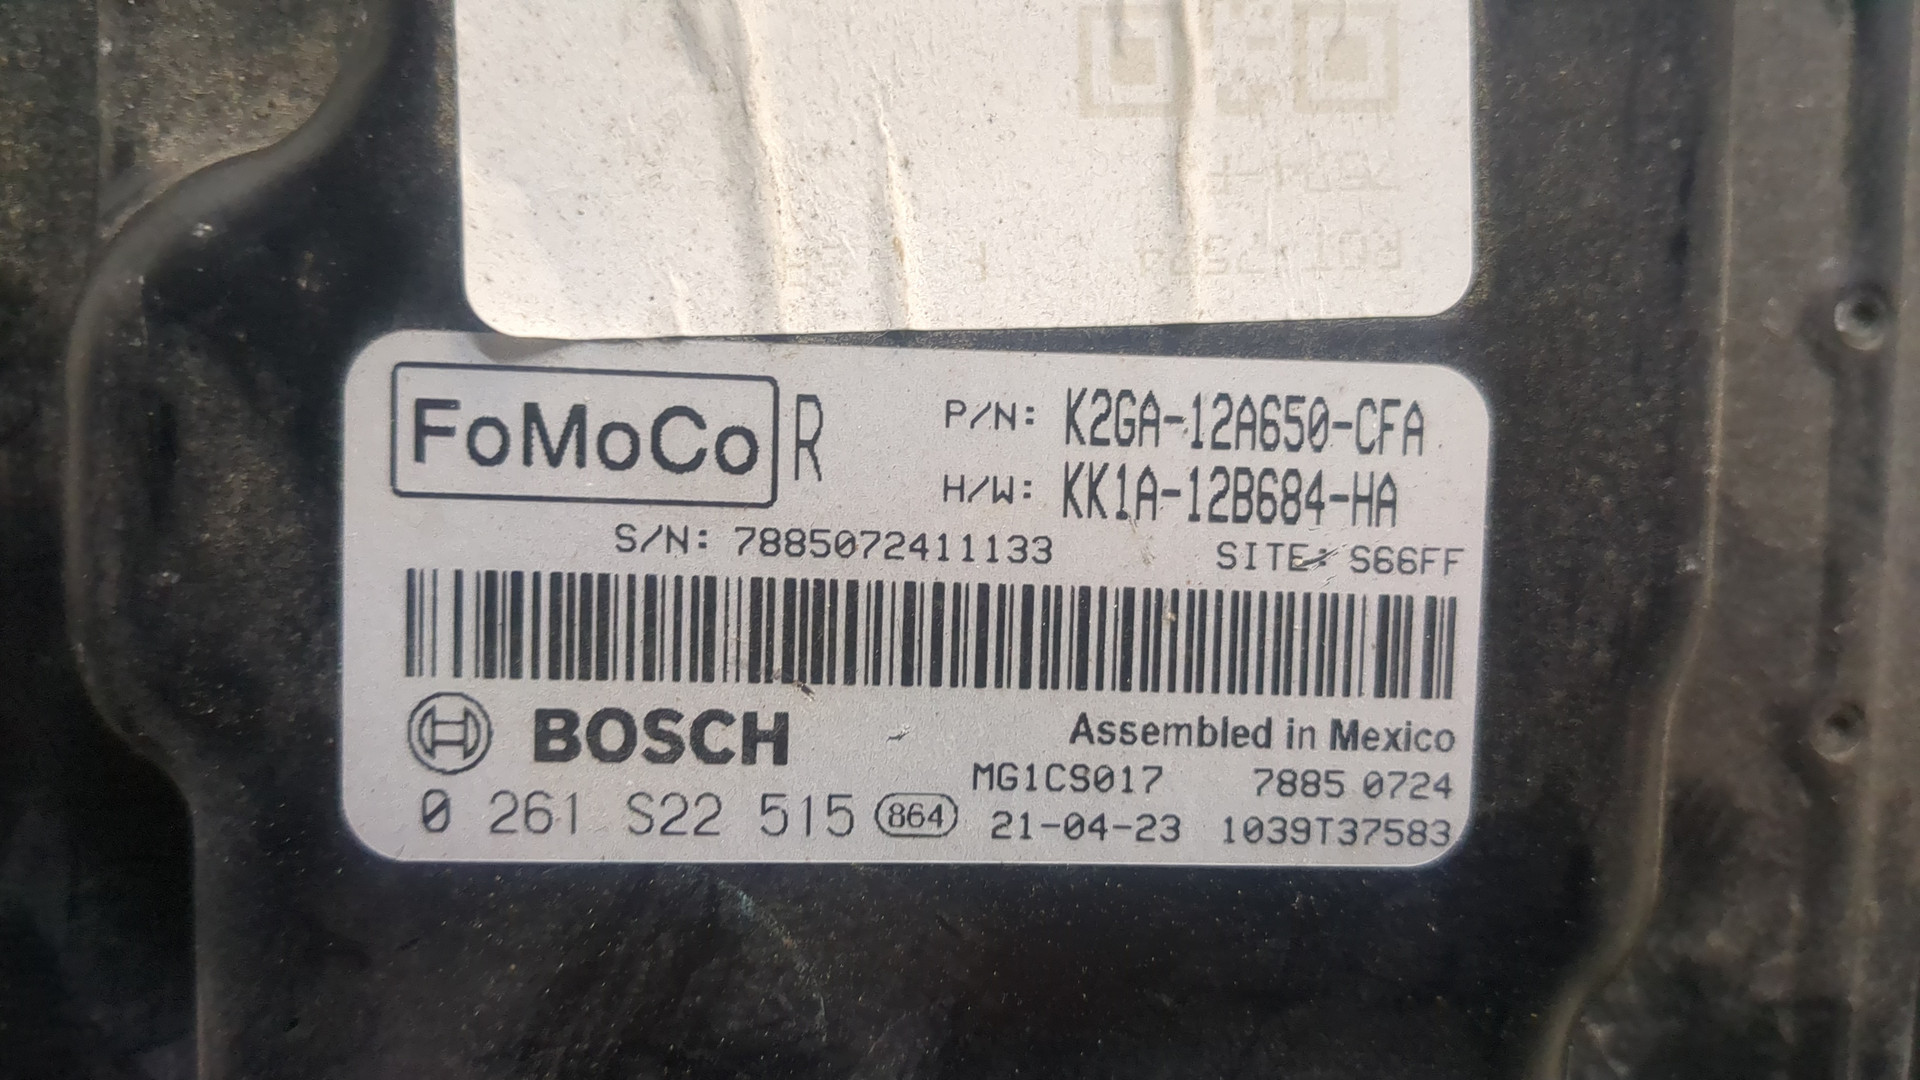 FoMoCo R P/N: K2GA-12A650-CFA
H/W: KK1A-12B684-HA
S/N: 7885072411133 SITE: S66FF
BOSCH Assembled in Mexico
MG1CS017 7885 0724
0 261 S22 515 864 21-04-23 1039T37583